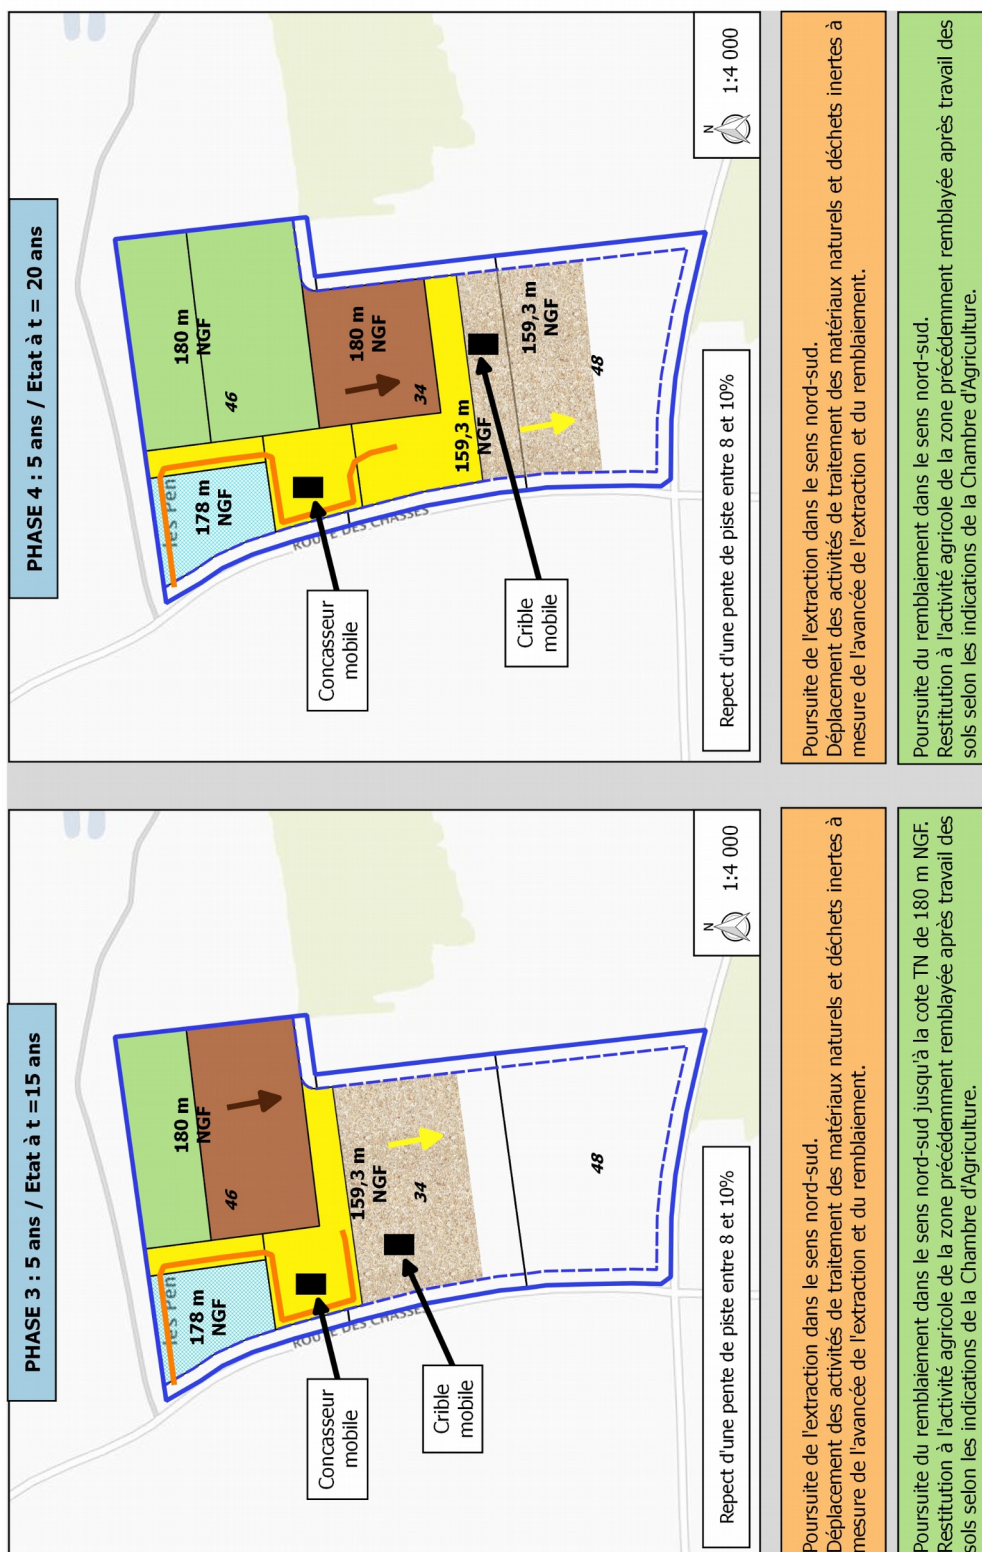 PHASE 3 : 5 ans / Etat à t =15 ans
les Pen
178 m
NGF
180 m
NGF
46
159,3 m
NGF
34
48
ROUTE DES CHASSES
Concasseur
mobile
Crible
mobile
Repect d'une pente de piste entre 8 et 10%
N
1:4 000
Poursuite de l'extraction dans le sens nord-sud.
Déplacement des activités de traitement des matériaux naturels et déchets inertes à
mesure de l'avancée de l'extraction et du remblaiement.
Poursuite du remblaiement dans le sens nord-sud jusqu'à la cote TN de 180 m NGF.
Restitution à l'activité agricole de la zone précédemment remblayée après travail des
sols selon les indications de la Chambre d'Agriculture.
PHASE 4 : 5 ans / Etat à t = 20 ans
les Pen
178 m
NGF
180 m
NGF
46
180 m
NGF
34
159,3 m
NGF
159,3 m
NGF
48
ROUTE DES CHASSES
Concasseur
mobile
Crible
mobile
Repect d'une pente de piste entre 8 et 10%
N
1:4 000
Poursuite de l'extraction dans le sens nord-sud.
Déplacement des activités de traitement des matériaux naturels et déchets inertes à
mesure de l'avancée de l'extraction et du remblaiement.
Poursuite du remblaiement dans le sens nord-sud.
Restitution à l'activité agricole de la zone précédemment remblayée après travail des
sols selon les indications de la Chambre d'Agriculture.